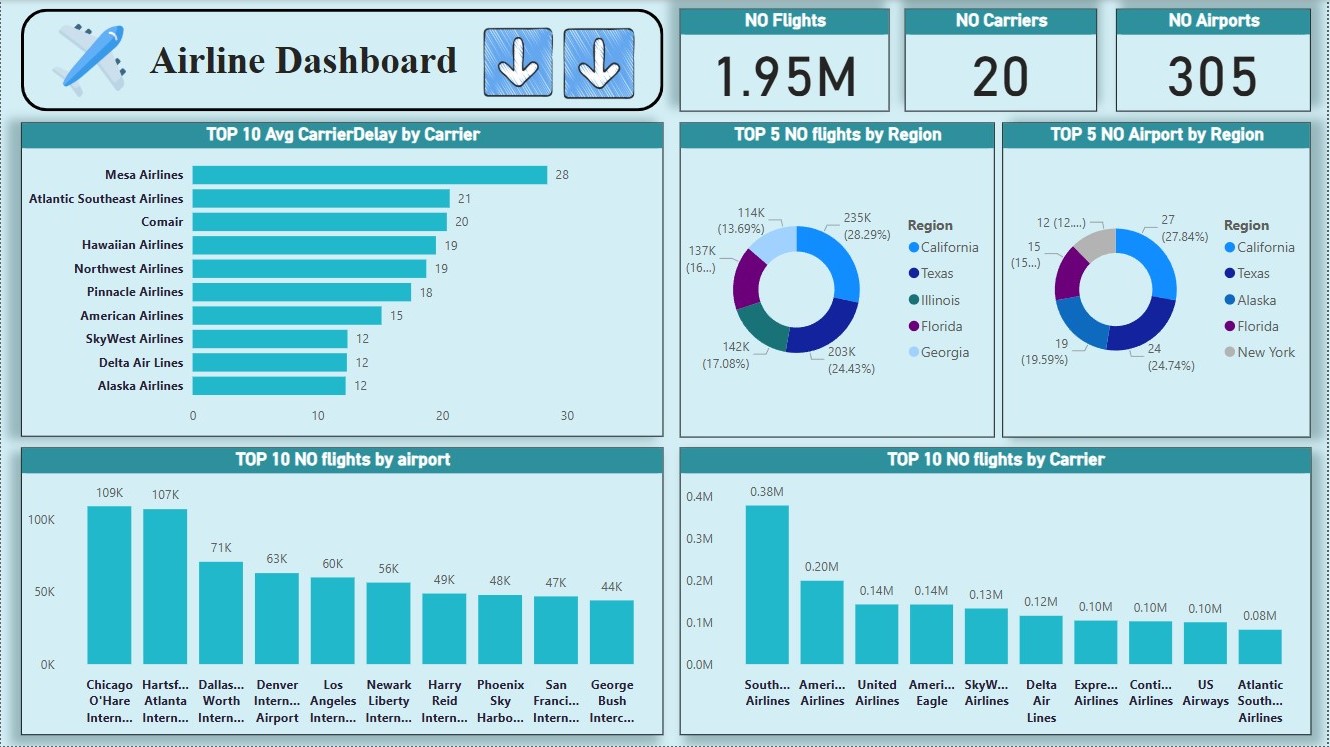 Airline Dashboard
NO Flights
1.95M
NO Carriers
20
NO Airports
305
TOP 10 Avg CarrierDelay by Carrier
Mesa Airlines 28
Atlantic Southeast Airlines 21
Comair 20
Hawaiian Airlines 19
Northwest Airlines 19
Pinnacle Airlines 18
American Airlines 15
SkyWest Airlines 12
Delta Air Lines 12
Alaska Airlines 12
0 10 20 30
TOP 5 NO flights by Region
114K
(13.69%)
235K
(28.29%)
137K
(16...)
142K
(17.08%)
203K
(24.43%)
Region
California
Texas
Illinois
Florida
Georgia
TOP 5 NO Airport by Region
12 (12....)
27
(27.84%)
15
(15...)
19
(19.59%)
24
(24.74%)
Region
California
Texas
Alaska
Florida
New York
TOP 10 NO flights by airport
100K
50K
0K
109K 107K 71K 63K 60K 56K 49K 48K 47K 44K
Chicago
O'Hare
Intern...
Hartsf...
Atlanta
Intern...
Dallas...
Worth
Intern...
Denver
Intern...
Airport
Los
Angeles
Intern...
Newark
Liberty
Intern...
Harry
Reid
Intern...
Phoenix
Sky
Harbo...
San
Franci...
Intern...
George
Bush
Interc...
TOP 10 NO flights by Carrier
0.4M
0.3M
0.2M
0.1M
0.0M
0.38M 0.20M 0.14M 0.14M 0.13M 0.12M 0.10M 0.10M 0.10M 0.08M
South...
Airlines
Ameri...
Airlines
United
Airlines
Ameri...
Eagle
SkyW...
Airlines
Delta
Air
Lines
Expre...
Airlines
Conti...
Airlines
US
Airways
Atlantic
South...
Airlines